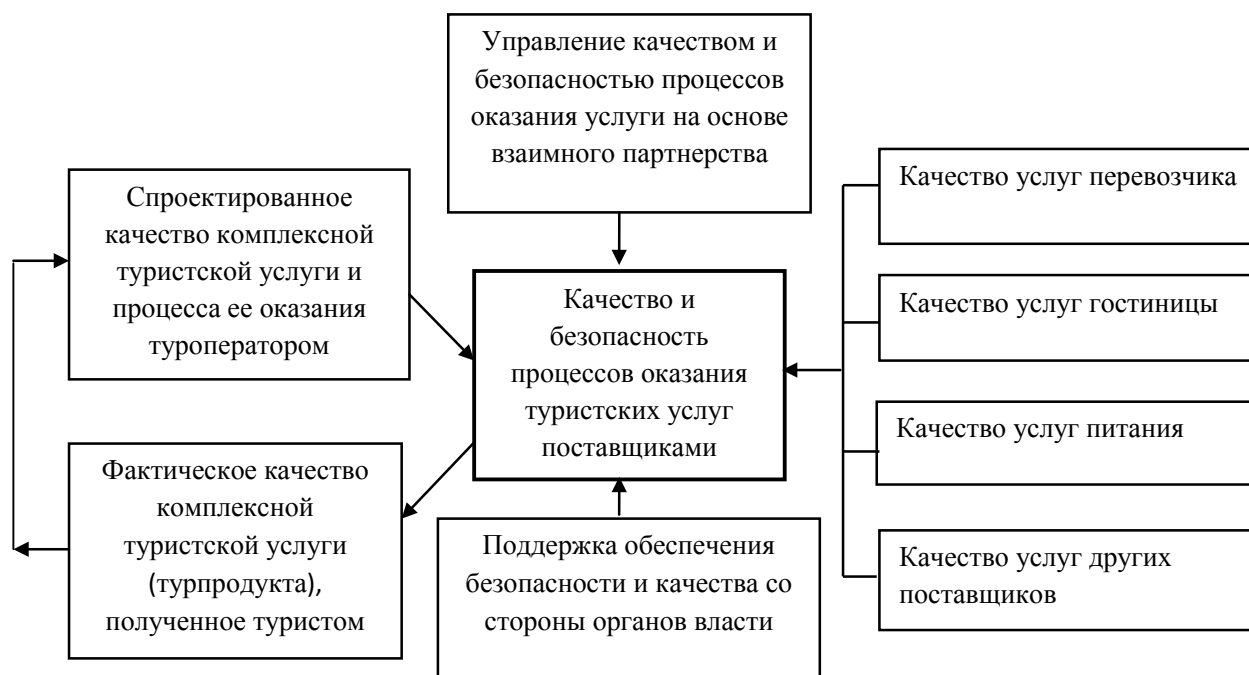 Управление качеством и
безопасностью процессов
оказания услуги на основе
взаимного партнерства
Спроектированное
качество комплексной
туристской услуги и
процесса ее оказания
туроператором
Качество и
безопасность
процессов оказания
туристских услуг
поставщиками
Качество услуг перевозчика
Качество услуг гостиницы
Качество услуг питания
Качество услуг других
поставщиков
Фактическое качество
комплексной
туристской услуги
(турпродукта),
полученное туристом
Поддержка обеспечения
безопасности и качества со
стороны органов власти